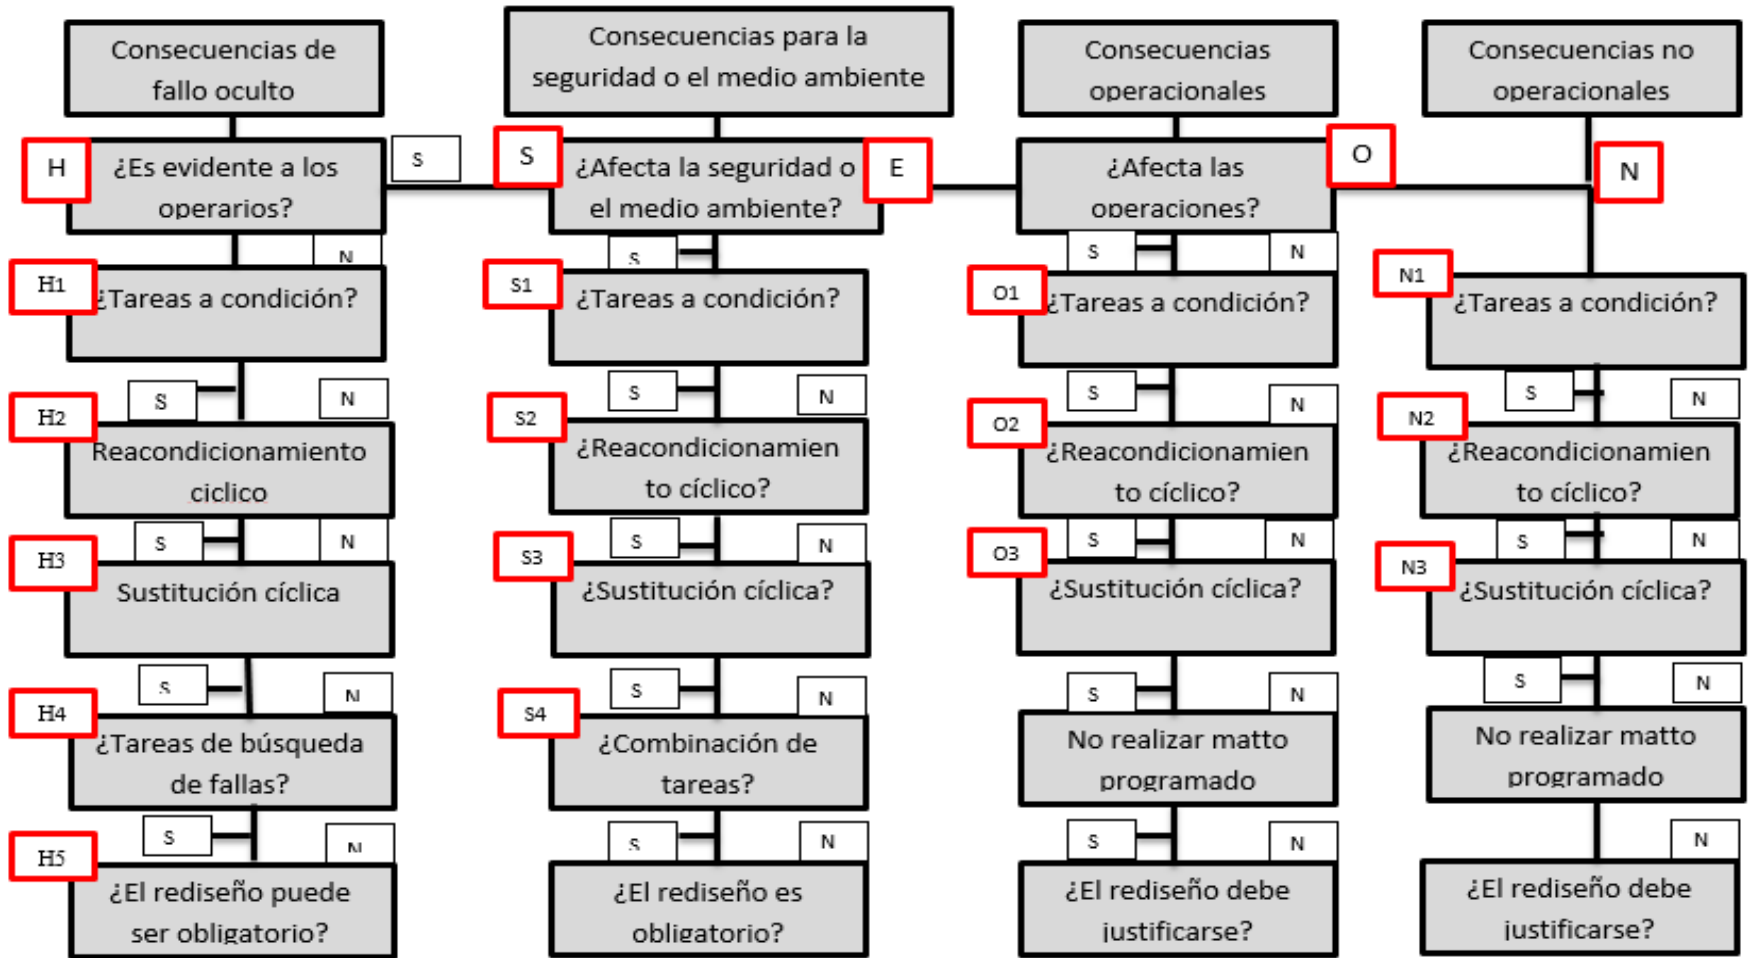 Consecuencias de
fallo oculto
Consecuencias para la
seguridad o el medio ambiente
Consecuencias
operacionales
Consecuencias no
operacionales
H
¿Es evidente a los
operarios?
S
S
¿Afecta la seguridad o
el medio ambiente?
E
¿Afecta las
operaciones?
O
N
N
S
S
N
H1
¿Tareas a condición?
S1
¿Tareas a condición?
O1
¿Tareas a condición?
N1
¿Tareas a condición?
S
N
S
N
S
N
S
N
H2
Reacondicionamiento
ciclico
S2
¿Reacondicionamien
to cíclico?
O2
¿Reacondicionamien
to cíclico?
N2
¿Reacondicionamien
to cíclico?
S
N
S
N
S
N
S
N
H3
Sustitución cíclica
S3
¿Sustitución cíclica?
O3
¿Sustitución cíclica?
N3
¿Sustitución cíclica?
S
N
S
N
S
N
S
N
H4
¿Tareas de búsqueda
de fallas?
S4
¿Combinación de
tareas?
No realizar matto
programado
No realizar matto
programado
S
N
S
N
S
N
N
H5
¿El rediseño puede
ser obligatorio?
¿El rediseño es
obligatorio?
¿El rediseño debe
justificarse?
¿El rediseño debe
justificarse?